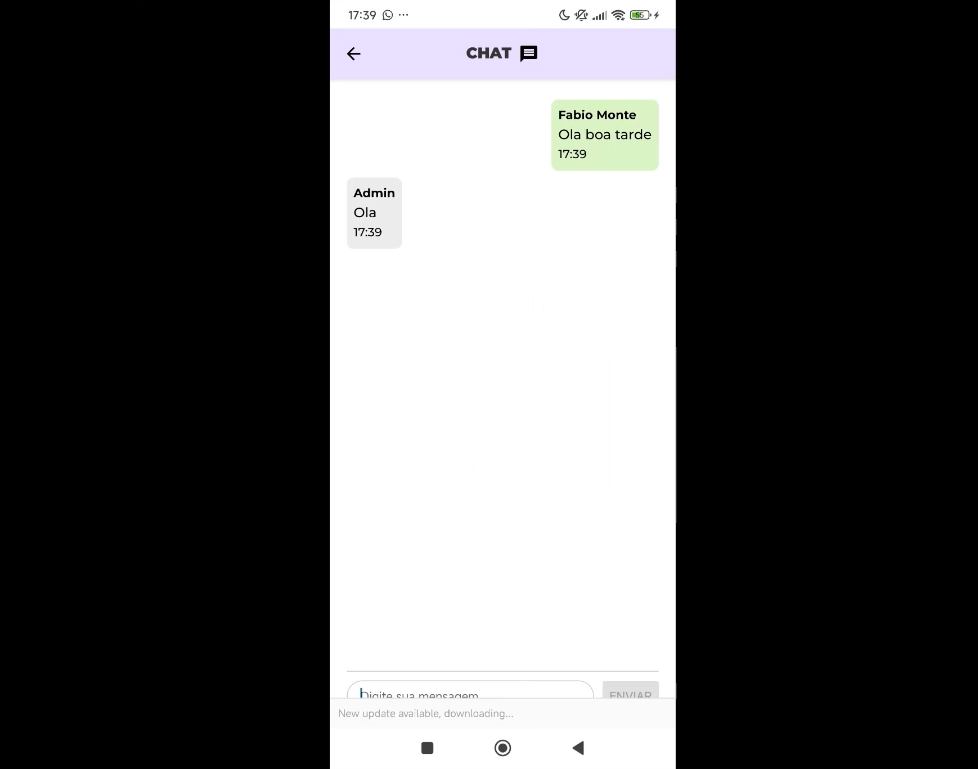 17:39 ...
55
CHAT
Fabio Monte
Ola boa tarde
17:39
Admin
Ola
17:39
Digite sua mensagem
ENVIAR
New update available, downloading...